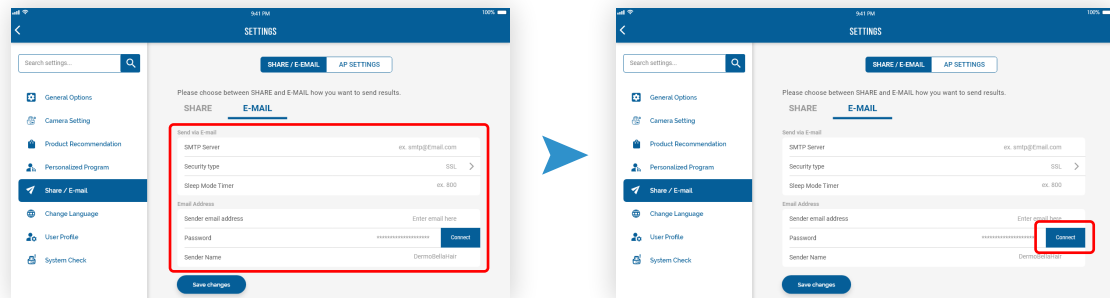 9:41 PM
100%
SETTINGS
Search settings...
SHARE / E-EMAIL
AP SETTINGS
Please choose between SHARE and E-MAIL how you want to send results.
General Options
SHARE
E-MAIL
Camera Setting
Send via E-mail
Product Recommendation
SMTP Server
ex. smtp@Email.com
Personalized Program
Security type
SSL
Share / E-mail
Sleep Mode Timer
ex. 800
Email Address
Change Language
Sender email address
Enter email here
User Profile
Password
********************
Connect
System Check
Sender Name
DermoBellaHair
Save changes
9:41 PM
100%
SETTINGS
Search settings...
SHARE / E-EMAIL
AP SETTINGS
Please choose between SHARE and E-MAIL how you want to send results.
General Options
SHARE
E-MAIL
Camera Setting
Send via E-mail
Product Recommendation
SMTP Server
ex. smtp@Email.com
Personalized Program
Security type
SSL
Share / E-mail
Sleep Mode Timer
ex. 800
Email Address
Change Language
Sender email address
Enter email here
User Profile
Password
********************
Connect
System Check
Sender Name
DermoBellaHair
Save changes